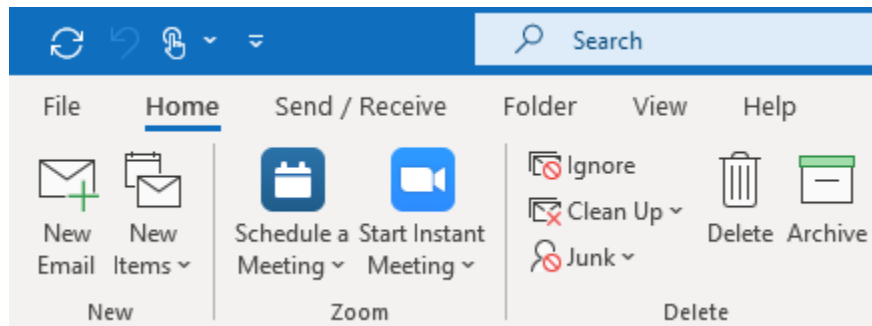 Search
File Home Send / Receive Folder View Help
New Email
New Items
Schedule a Meeting
Start Instant Meeting
Ignore
Clean Up
Junk
Delete
Archive
New Zoom Delete